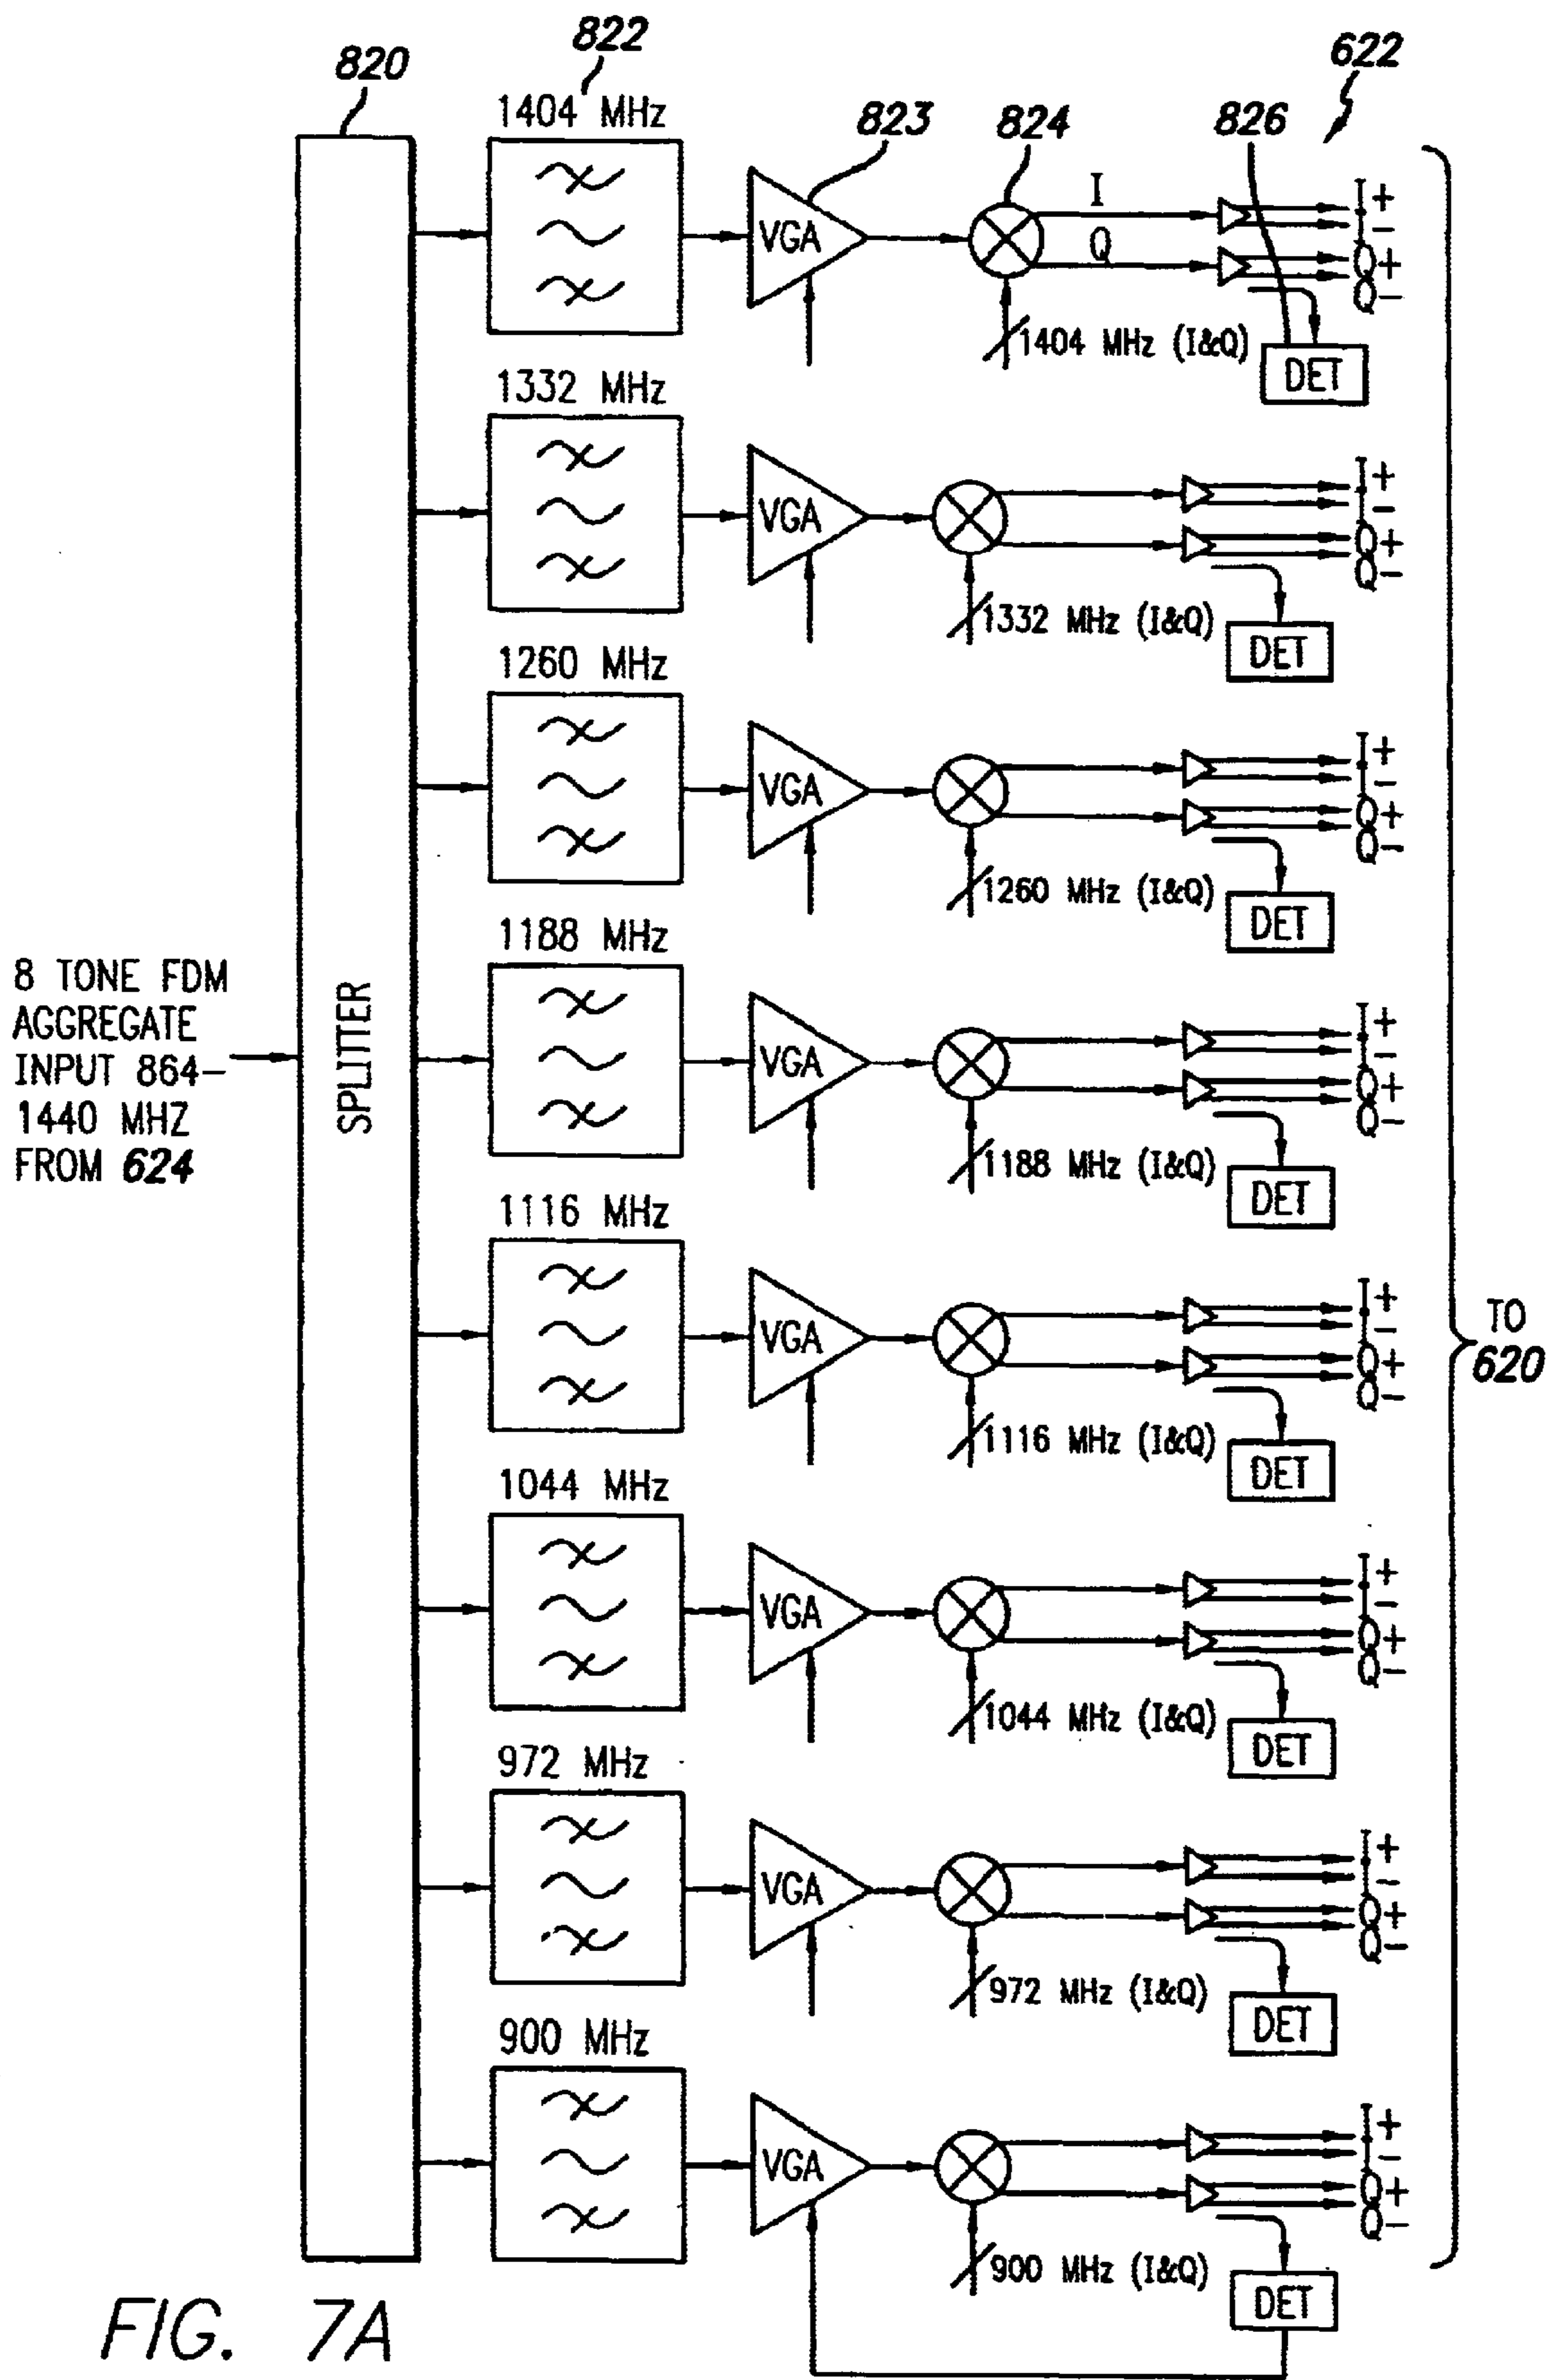 822
820
622
1404 MHz
823
824
826
I
+
VGA
-
Q
Q+
Q-
1404 MHz (I&Q)
DET
1332 MHz
I
+
VGA
-
Q+
Q-
1332 MHz (I&Q)
DET
1260 MHz
I
+
VGA
-
Q+
Q-
1260 MHz (I&Q)
DET
1188 MHz
8 TONE FDM
AGGREGATE
INPUT 864-
1440 MHZ
FROM 624
SPLITTER
I
+
VGA
-
Q+
Q-
1188 MHz (I&Q)
DET
1116 MHz
I
+
VGA
-
Q+
Q-
TO
620
1116 MHz (I&Q)
DET
1044 MHz
I
+
VGA
-
Q+
Q-
1044 MHz (I&Q)
DET
972 MHz
I
+
VGA
-
Q+
Q-
972 MHz (I&Q)
DET
900 MHz
I
+
VGA
-
Q+
Q-
900 MHz (I&Q)
DET
FIG. 7A